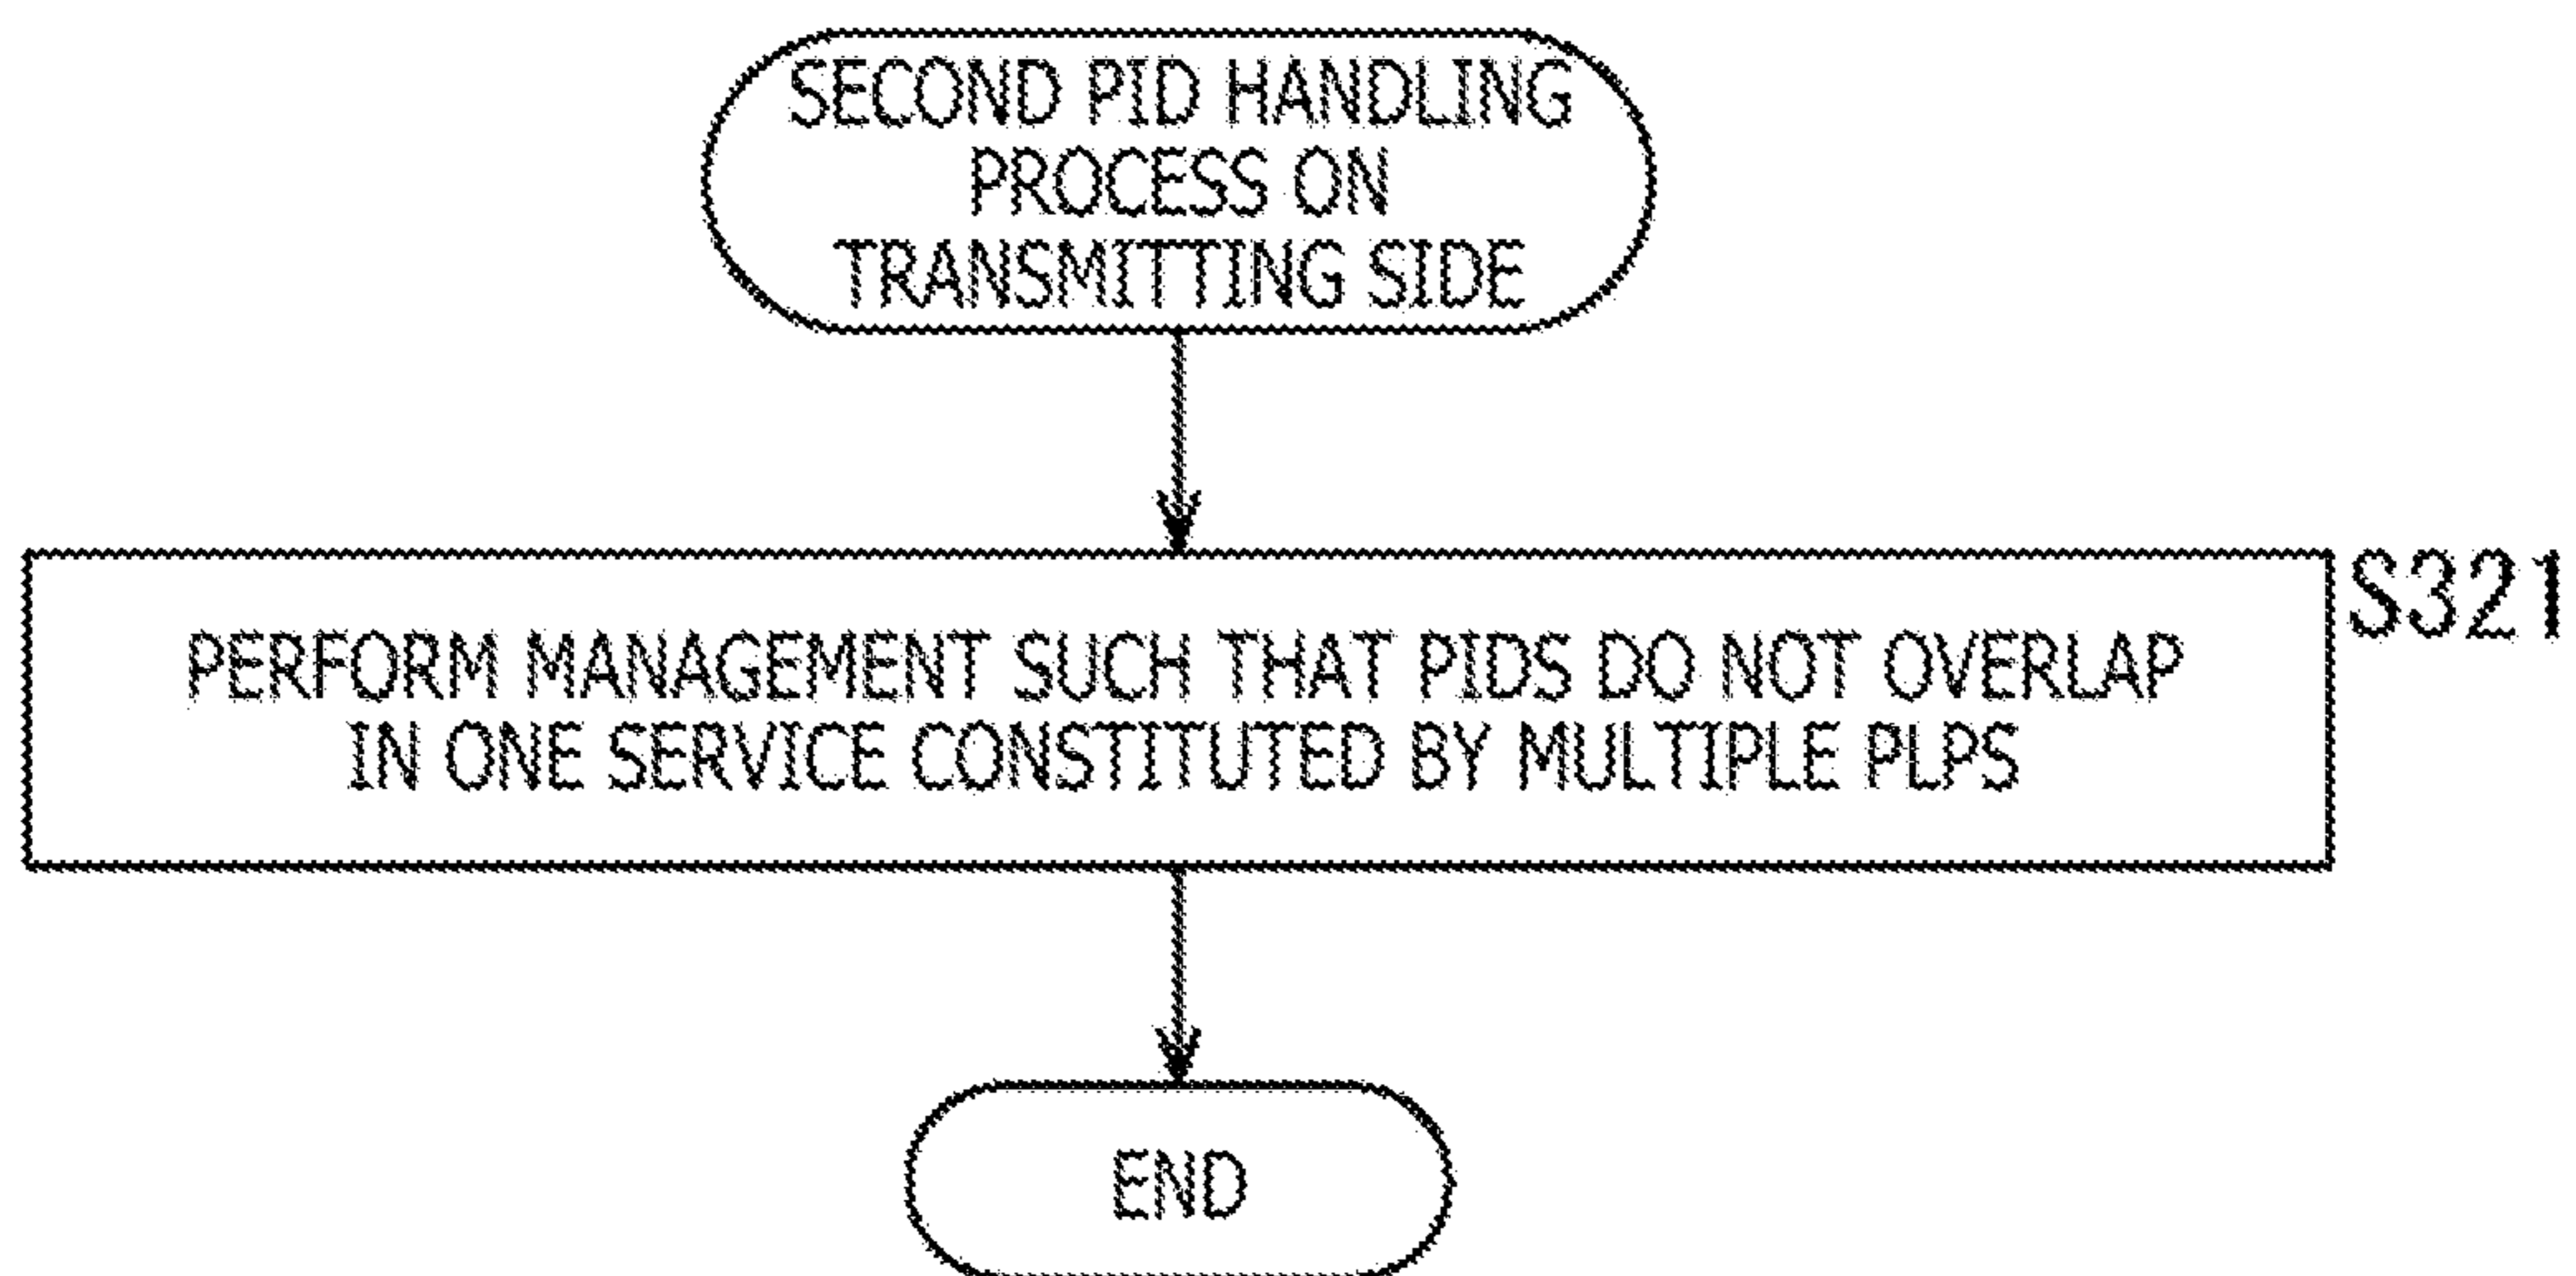 SECOND PID HANDLING
PROCESS ON
TRANSMITTING SIDE
S321
PERFORM MANAGEMENT SUCH THAT PIDS DO NOT OVERLAP
IN ONE SERVICE CONSTITUTED BY MULTIPLE PLPS
END